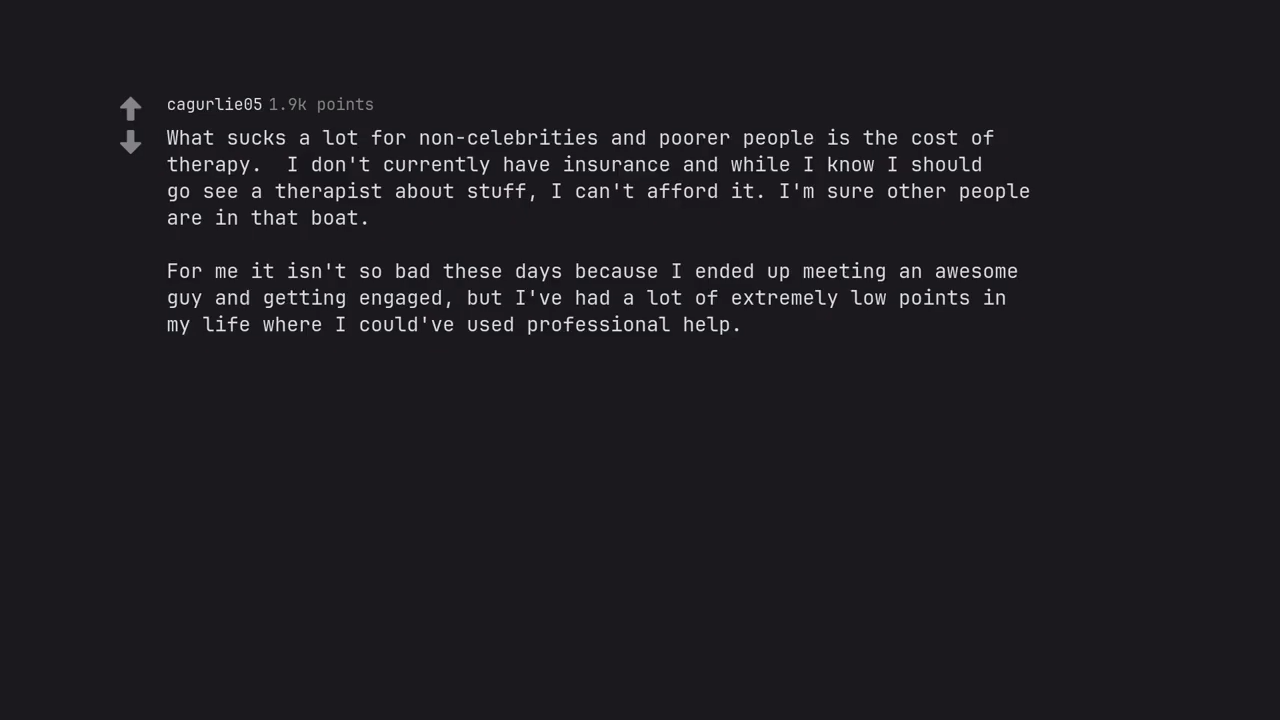 cagurlie05 1.9k points
What sucks a lot for non-celebrities and poorer people is the cost of
therapy.  I don't currently have insurance and while I know I should
go see a therapist about stuff, I can't afford it. I'm sure other people
are in that boat.
For me it isn't so bad these days because I ended up meeting an awesome
guy and getting engaged, but I've had a lot of extremely low points in
my life where I could've used professional help.